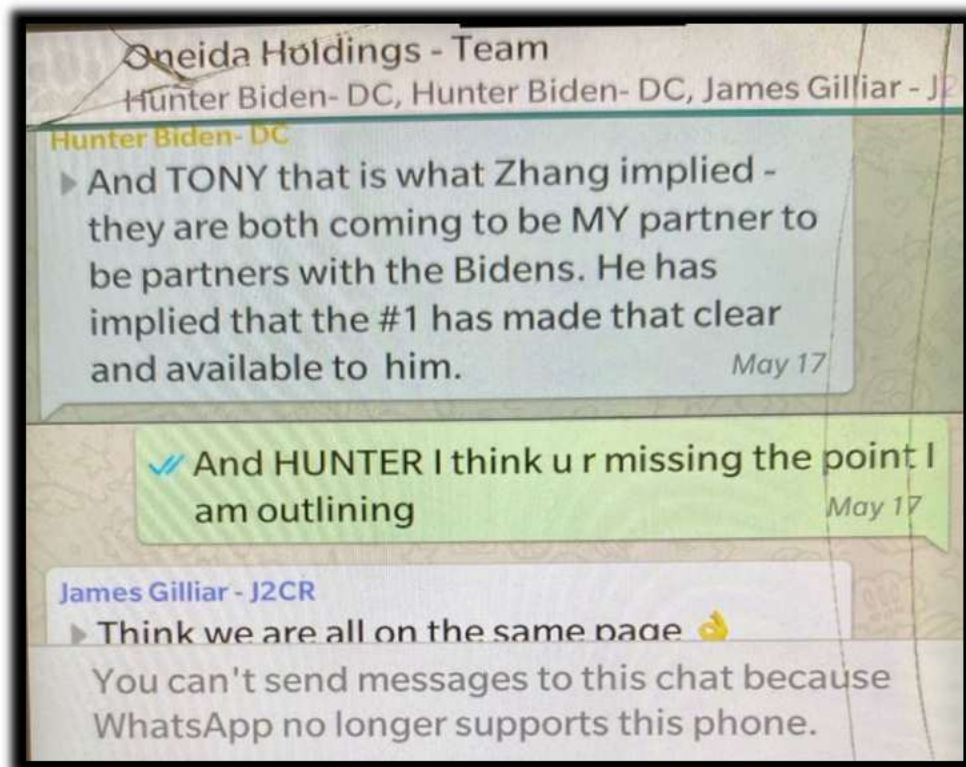 Oneida Holdings - Team
Hunter Biden- DC, Hunter Biden- DC, James Gilliar - J2
Hunter Biden- DC
And TONY that is what Zhang implied -
they are both coming to be MY partner to
be partners with the Bidens. He has
implied that the #1 has made that clear
and available to him.
May 17
And HUNTER I think u r missing the point I
am outlining
May 17
James Gilliar - J2CR
Think we are all on the same page 👌
You can't send messages to this chat because
WhatsApp no longer supports this phone.